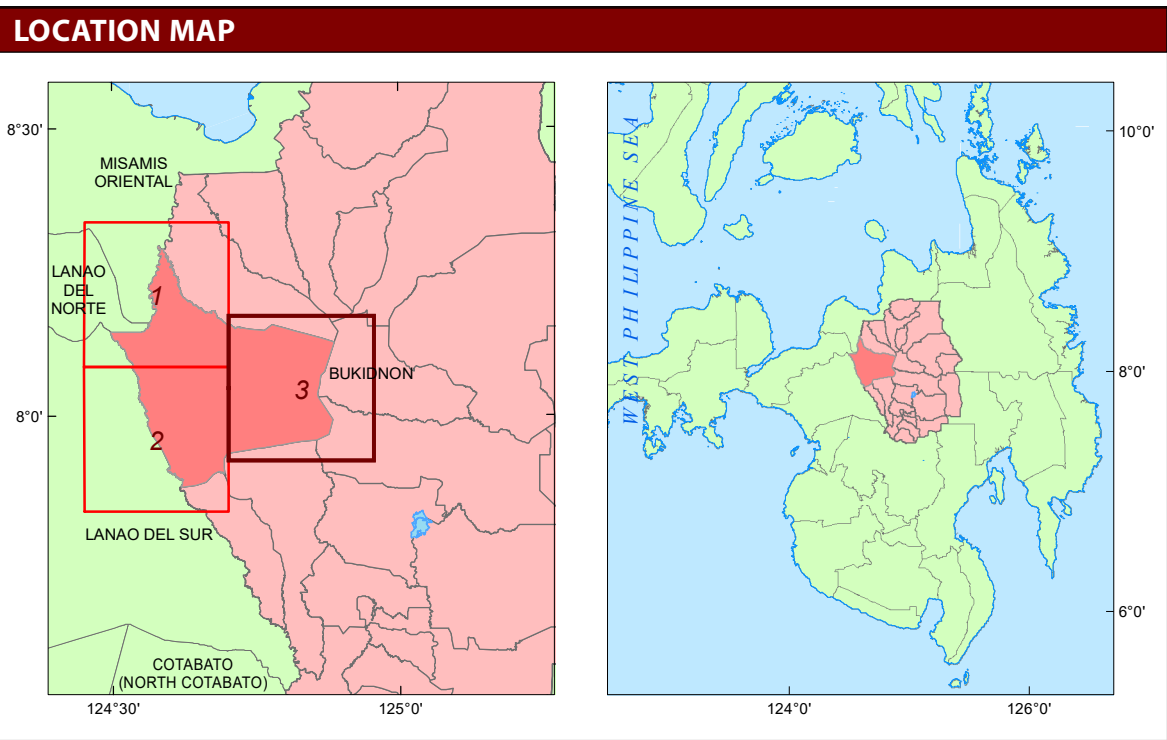 LOCATION MAP
8°30'
MISAMIS
ORIENTAL
LANAO
DEL
NORTE
1
BUKIDNON
3
8°0'
2
LANAO DEL SUR
COTABATO
(NORTH COTABATO)
124°30'
125°0'
WEST PHILIPPINE SEA
10°0'
8°0'
6°0'
124°0'
126°0'